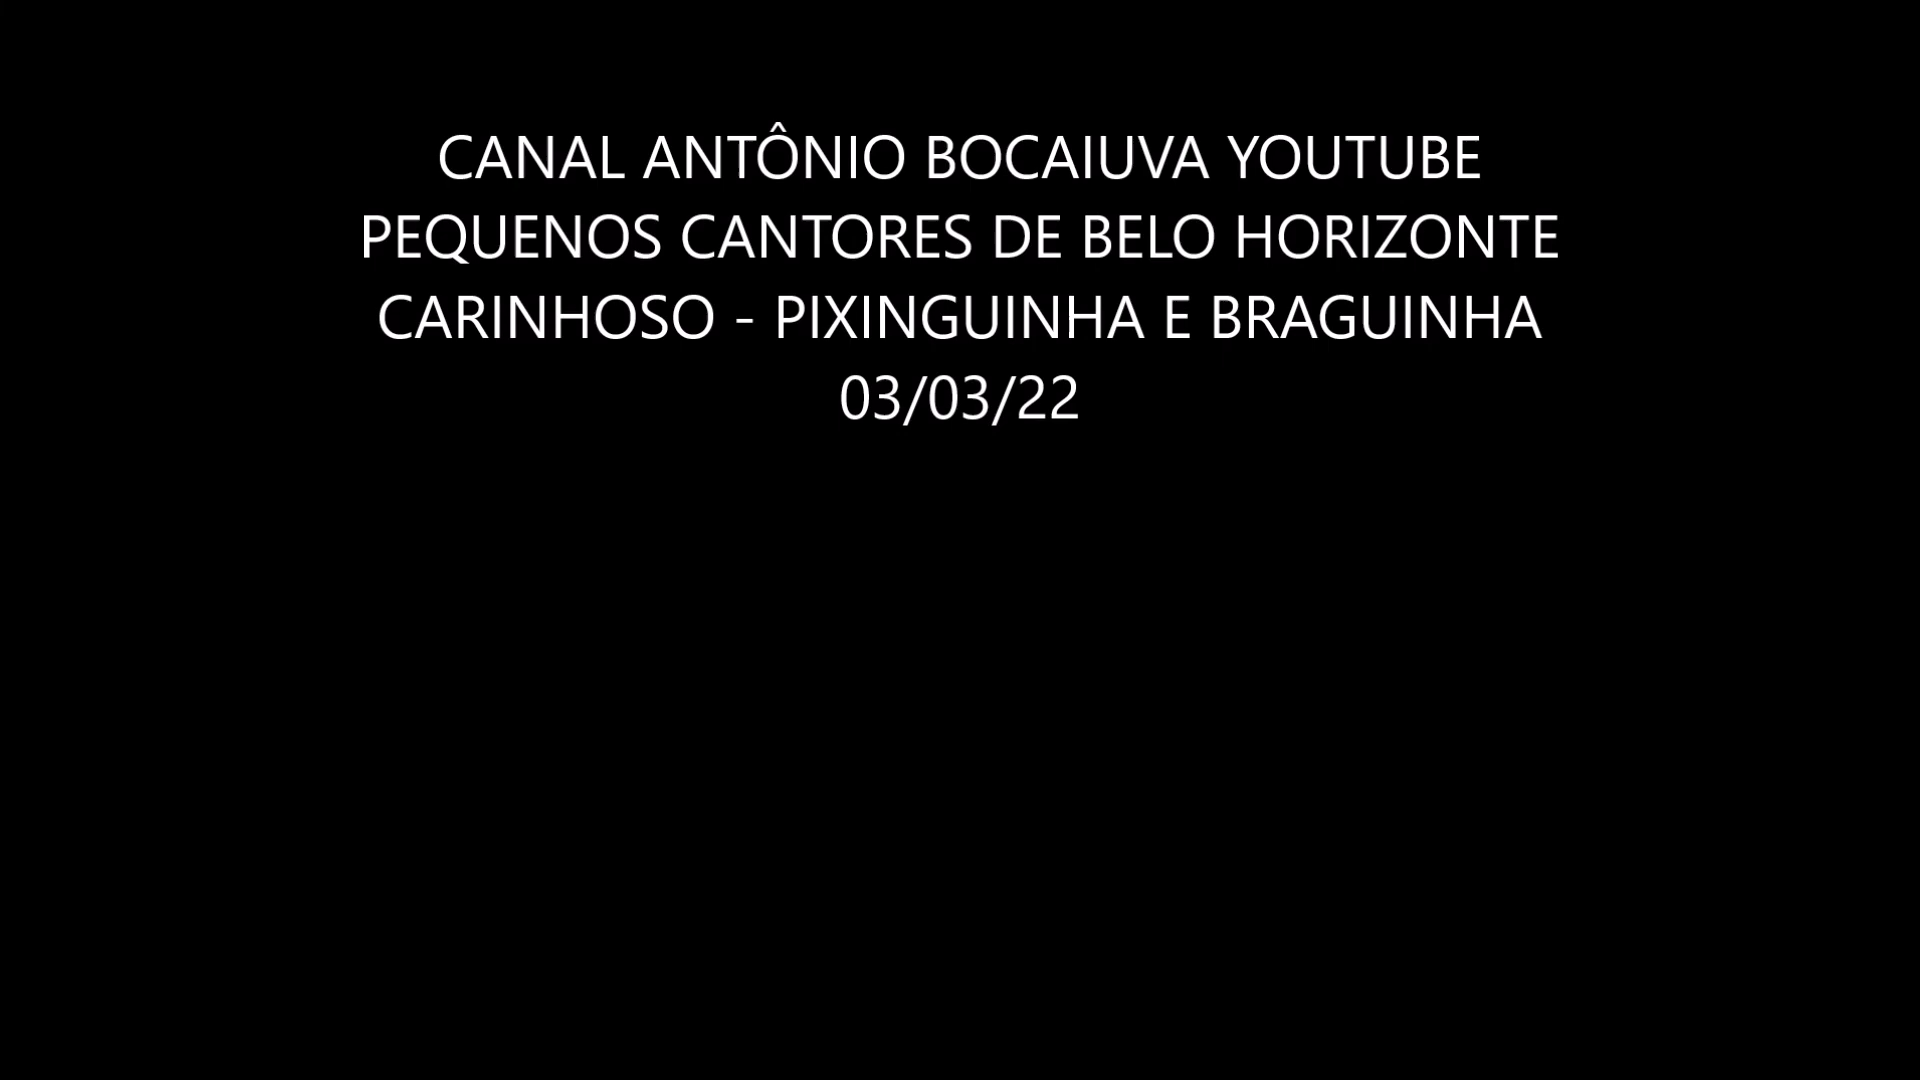 CANAL ANTÔNIO BOCAIUVA YOUTUBE
PEQUENOS CANTORES DE BELO HORIZONTE
CARINHOSO - PIXINGUINHA E BRAGUINHA
03/03/22